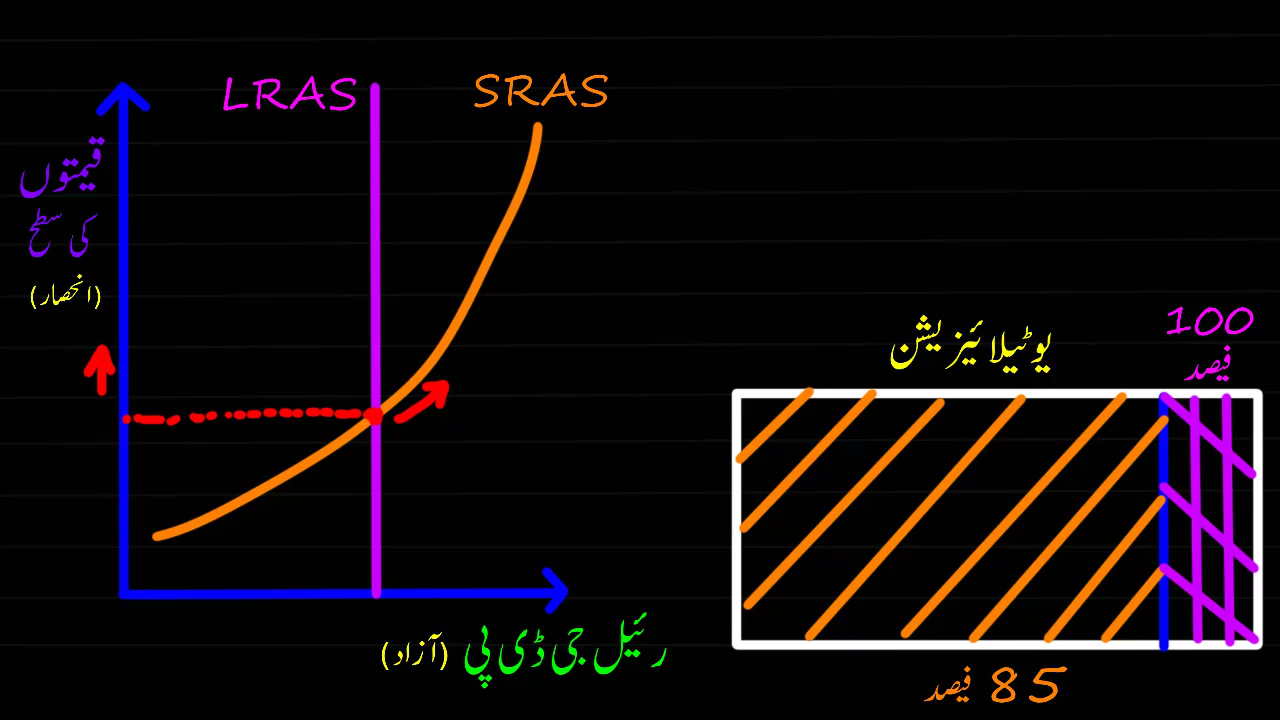 LRAS
SRAS
قیمتوں
کی سطح
(انحصار)
رئیل جی ڈی پی (آزاد)
یوٹیلائیزیشن
100
فیصد
85 فیصد